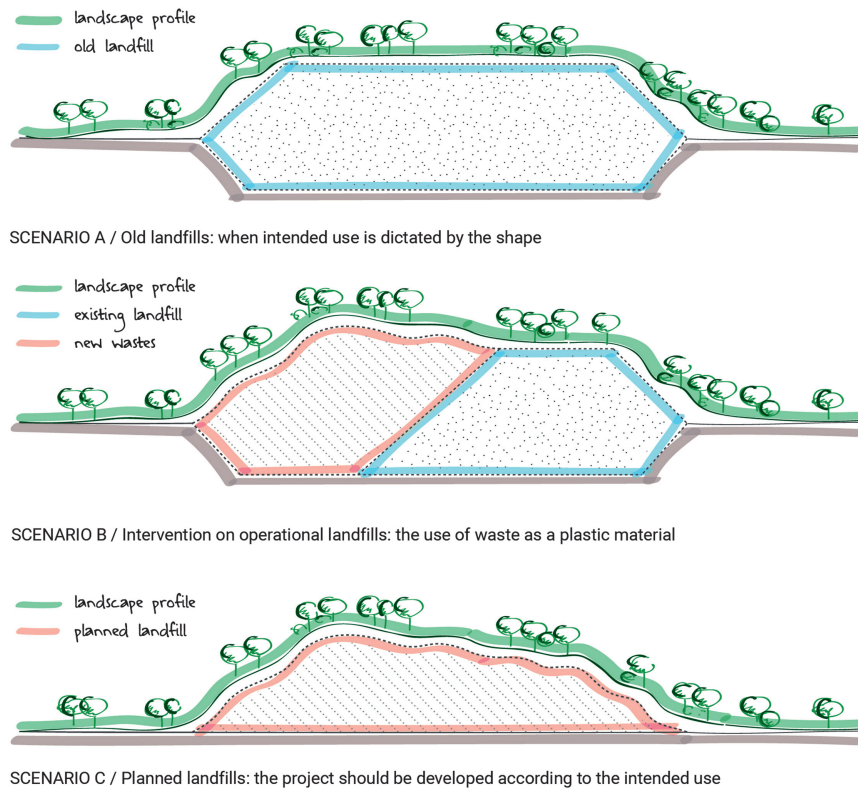 landscape profile
old landfill
SCENARIO A / Old landfills: when intended use is dictated by the shape
landscape profile
existing landfill
new wastes
SCENARIO B / Intervention on operational landfills: the use of waste as a plastic material
landscape profile
planned landfill
SCENARIO C / Planned landfills: the project should be developed according to the intended use